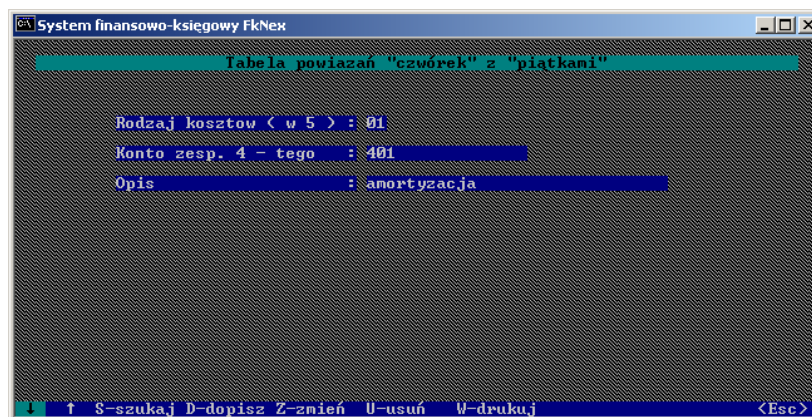 System finansowo-księgowy FkNex
Tabela powiazań "czwórek" z "piątkami"
Rodzaj kosztow ( w 5 ) : 01
Konto zesp. 4 - tego : 401
Opis : amortyzacja
↓ ↑ S-szukaj D-dopisz Z-zmień U-usuń W-drukuj <Esc>